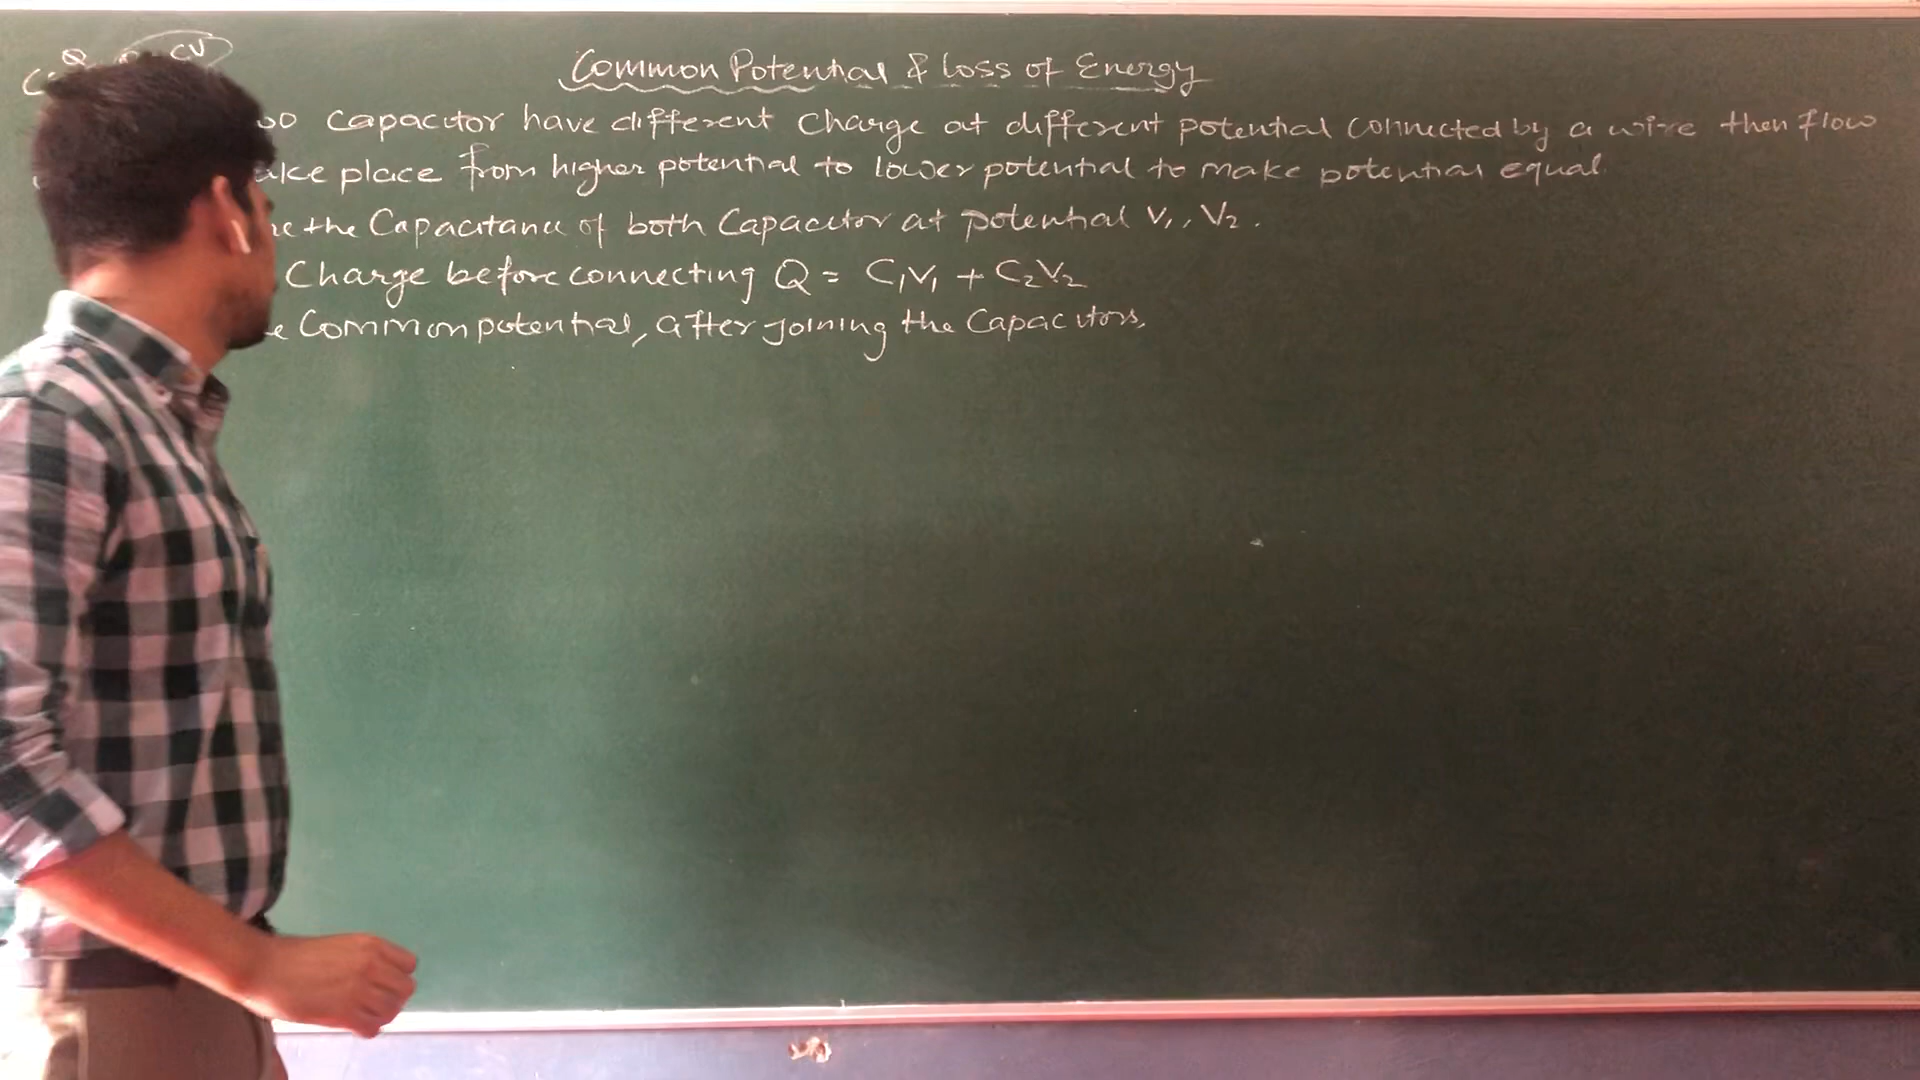 Q CV
Common Potential & Loss of Energy
capacitor have different charge at different potential connected by a wire then flow
place from higher potential to lower potential to make potential equal.
the Capacitance of both Capacitor at potential V₁, V₂.
Charge before connecting Q = C₁V₁ + C₂V₂
Common potential, after joining the Capacitors,